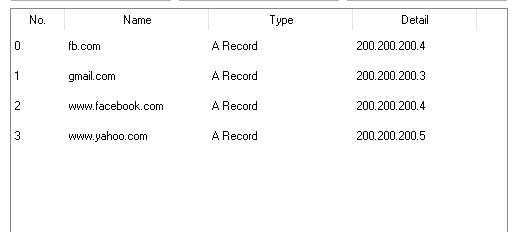 No. Name Type Detail
0 fb.com A Record 200.200.200.4
1 gmail.com A Record 200.200.200.3
2 www.facebook.com A Record 200.200.200.4
3 www.yahoo.com A Record 200.200.200.5